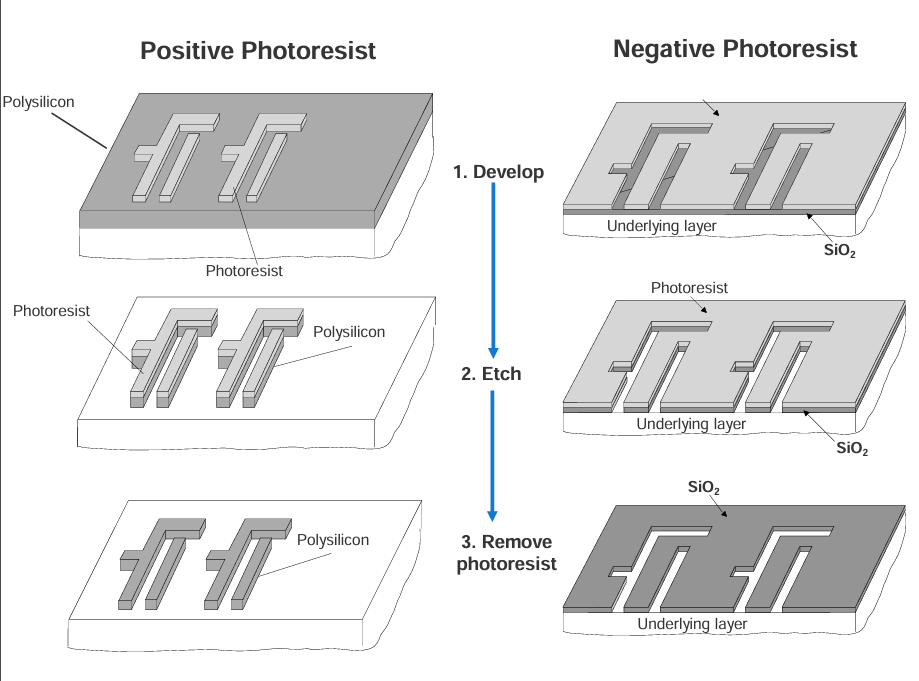 Positive Photoresist
Negative Photoresist
Polysilicon
1. Develop
Underlying layer
SiO₂
Photoresist
Photoresist
Photoresist
Polysilicon
2. Etch
Underlying layer
SiO₂
SiO₂
Polysilicon
3. Remove
photoresist
Underlying layer